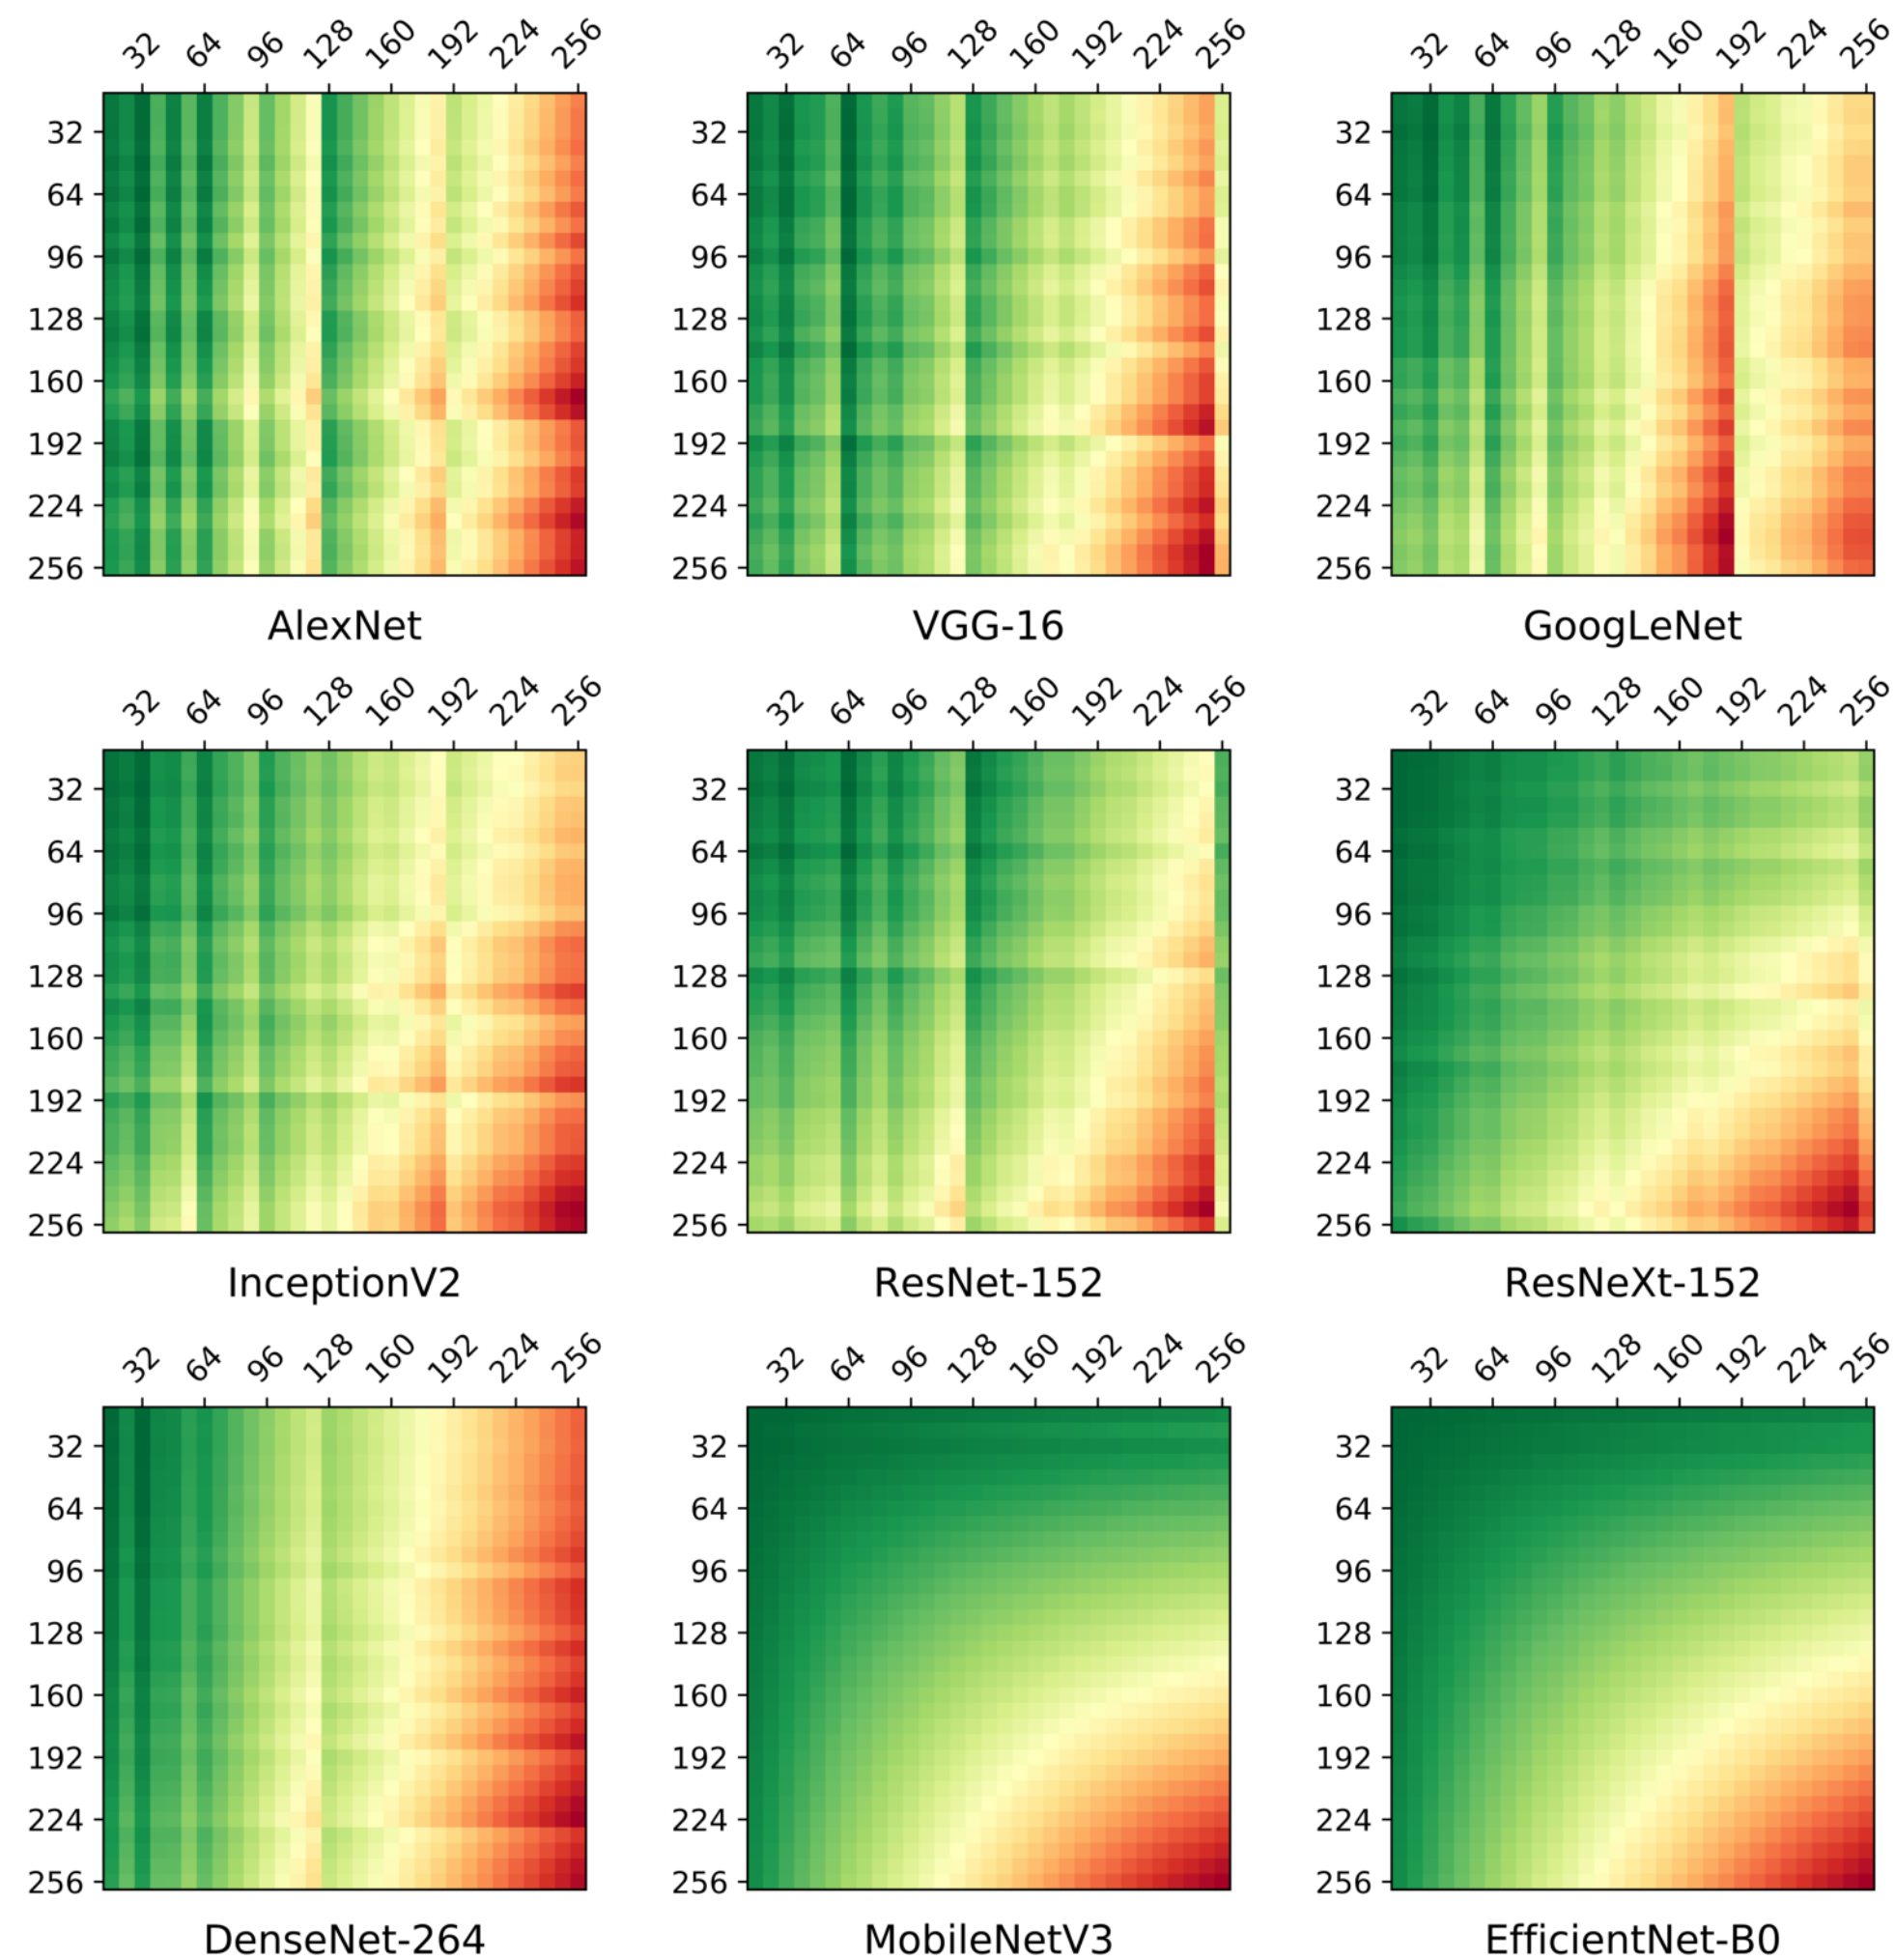 32 64 96 128 160 192 224 256 32 64 96 128 160 192 224 256 32 64 96 128 160 192 224 256
32 32 32
64 64 64
96 96 96
128 128 128
160 160 160
192 192 192
224 224 224
256 256 256
AlexNet VGG-16 GoogLeNet
32 64 96 128 160 192 224 256 32 64 96 128 160 192 224 256 32 64 96 128 160 192 224 256
32 32 32
64 64 64
96 96 96
128 128 128
160 160 160
192 192 192
224 224 224
256 256 256
InceptionV2 ResNet-152 ResNeXt-152
32 64 96 128 160 192 224 256 32 64 96 128 160 192 224 256 32 64 96 128 160 192 224 256
32 32 32
64 64 64
96 96 96
128 128 128
160 160 160
192 192 192
224 224 224
256 256 256
DenseNet-264 MobileNetV3 EfficientNet-B0